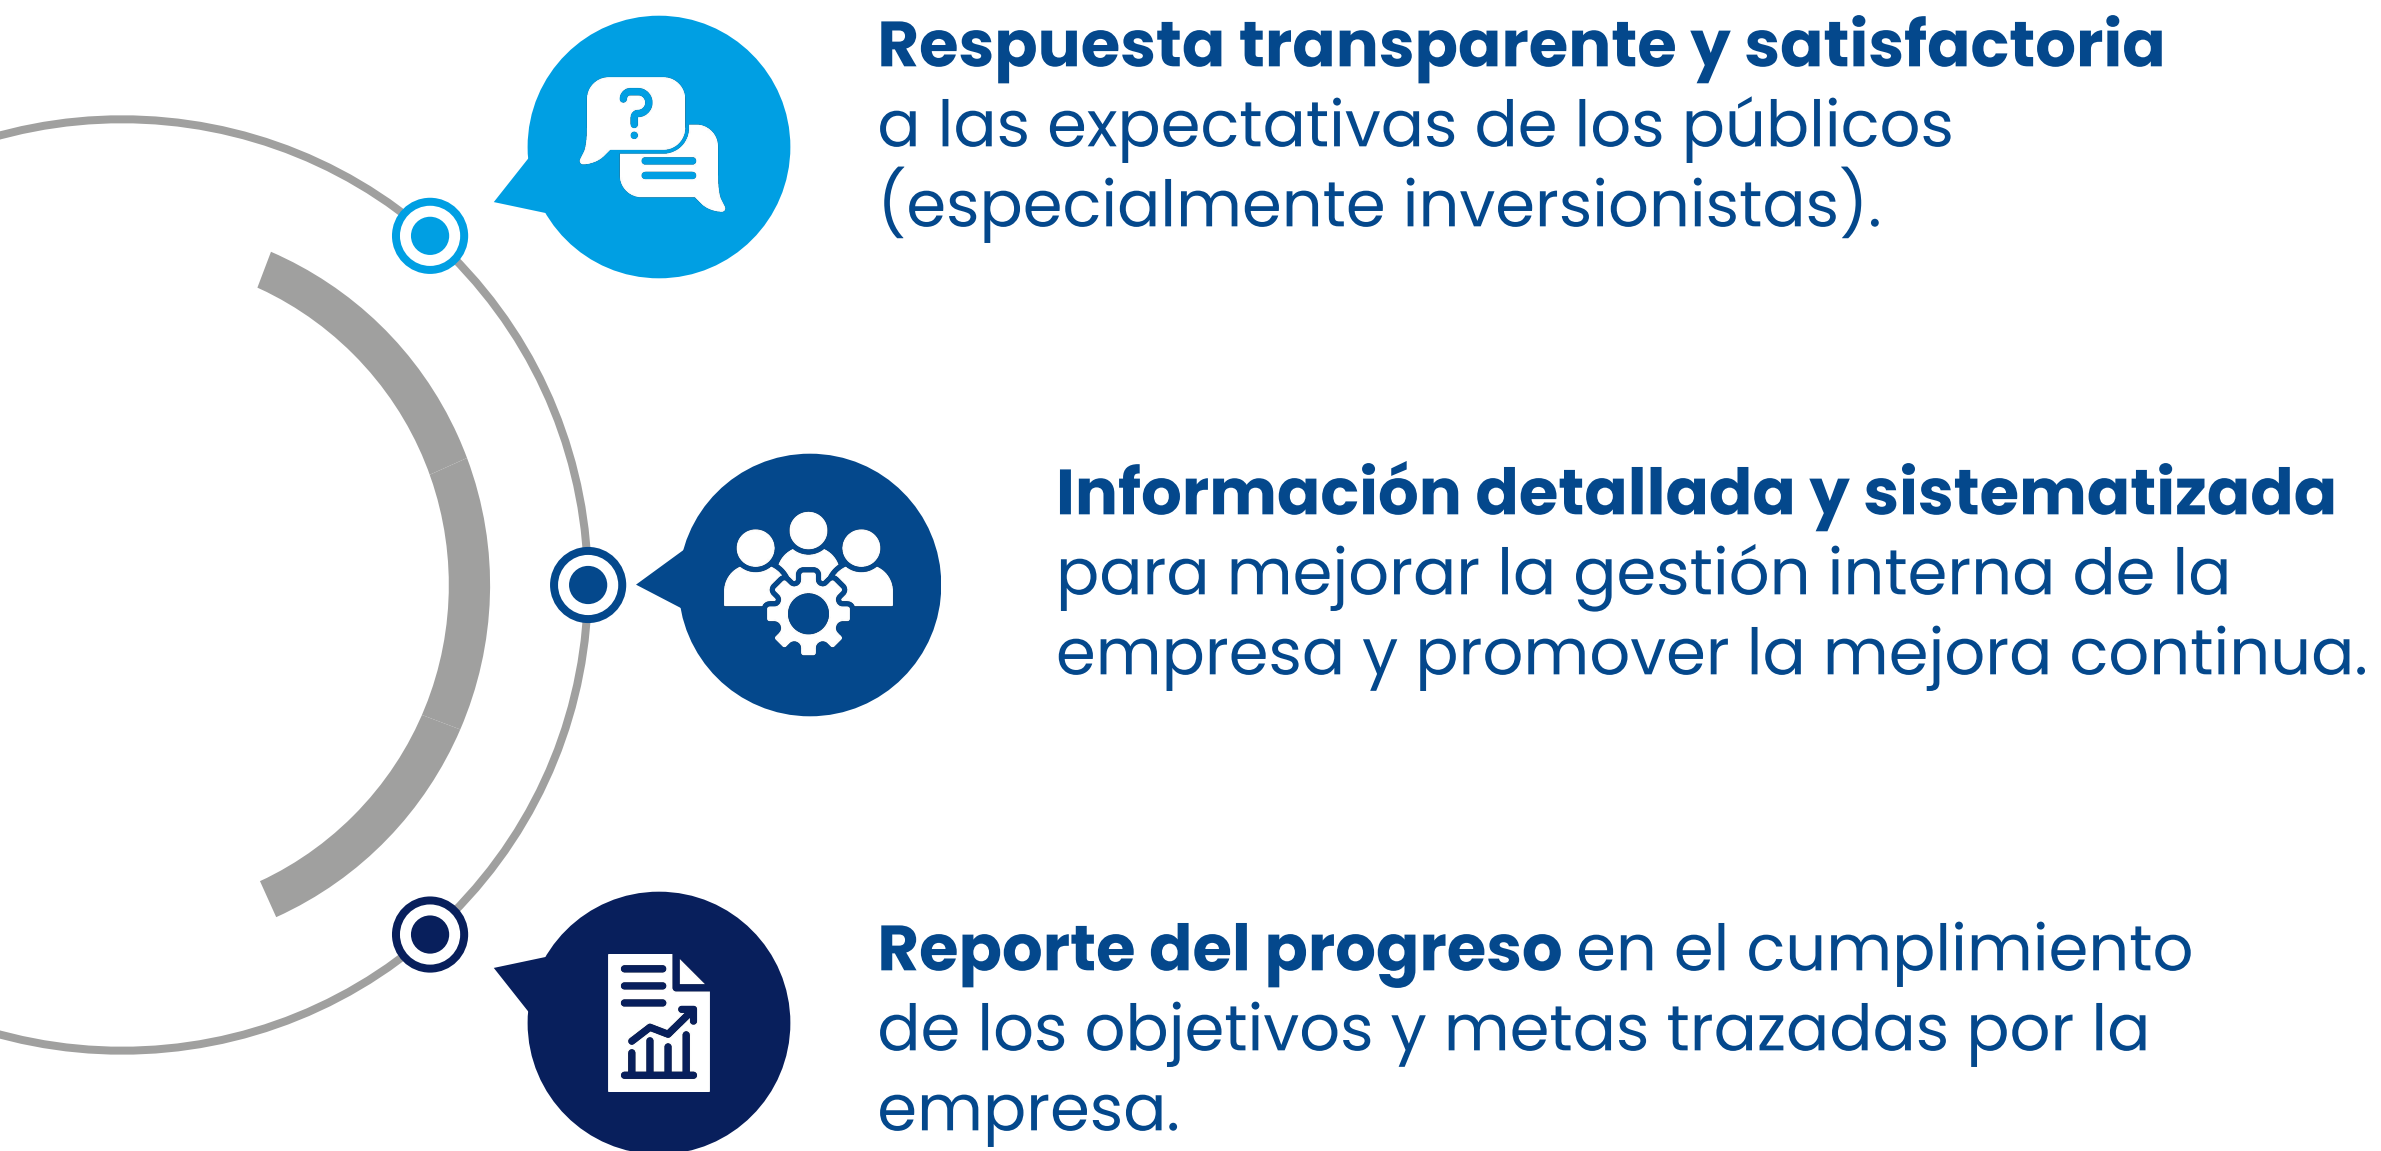 Respuesta transparente y satisfactoria
a las expectativas de los públicos
(especialmente inversionistas).
Información detallada y sistematizada
para mejorar la gestión interna de la
empresa y promover la mejora continua.
Reporte del progreso en el cumplimiento
de los objetivos y metas trazadas por la
empresa.